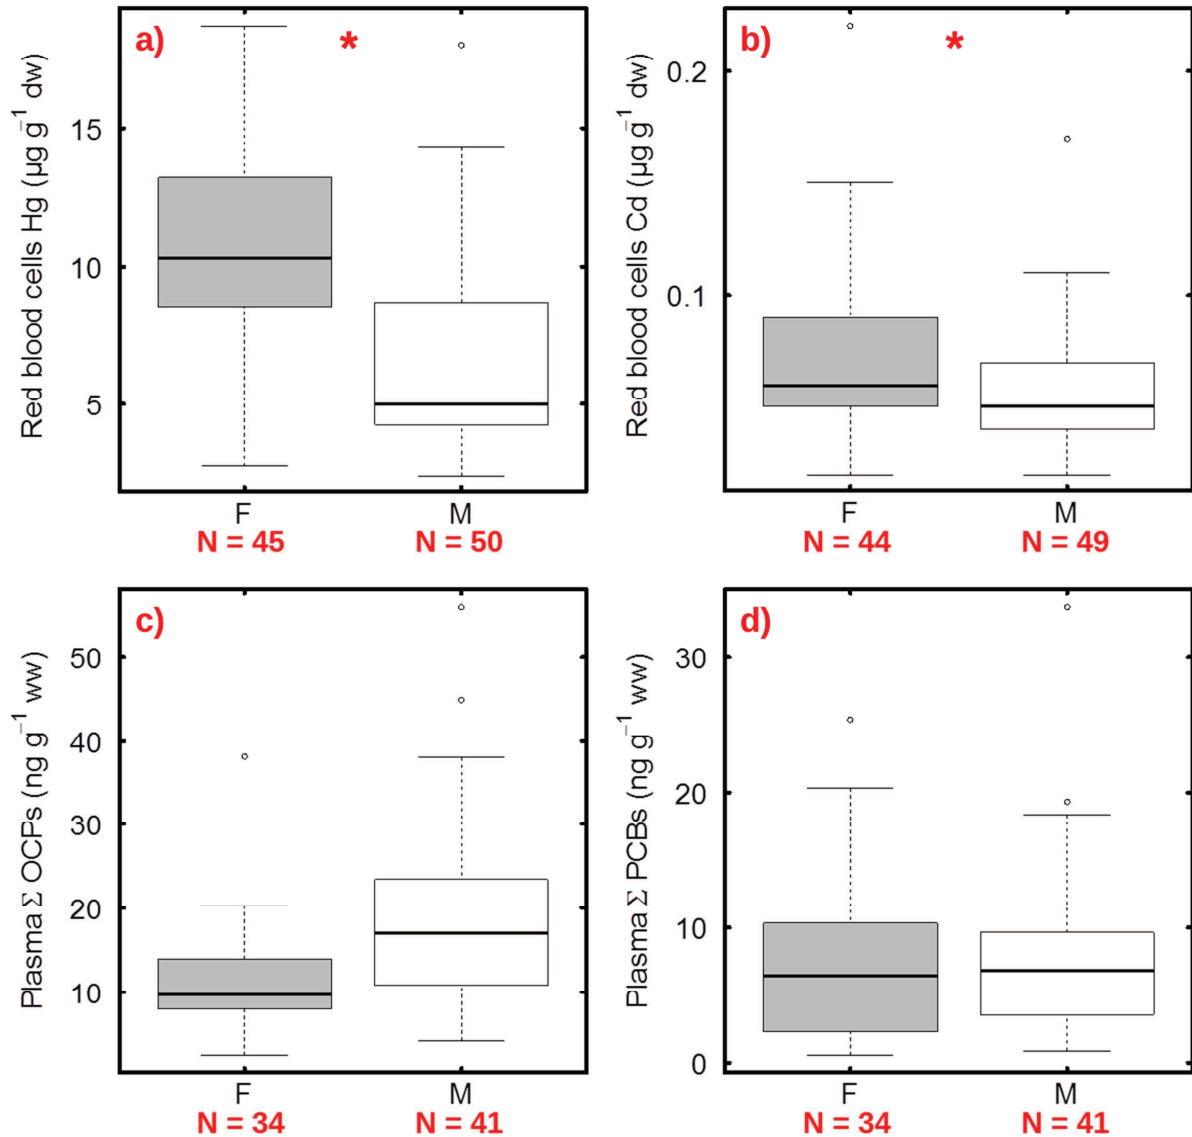 a)
*
Red blood cells Hg (µg g⁻¹ dw)
15
10
5
F
M
N = 45
N = 50
b)
*
Red blood cells Cd (µg g⁻¹ dw)
0.2
0.1
F
M
N = 44
N = 49
c)
Plasma Σ OCPs (ng g⁻¹ ww)
50
40
30
20
10
F
M
N = 34
N = 41
d)
Plasma Σ PCBs (ng g⁻¹ ww)
30
20
10
0
F
M
N = 34
N = 41